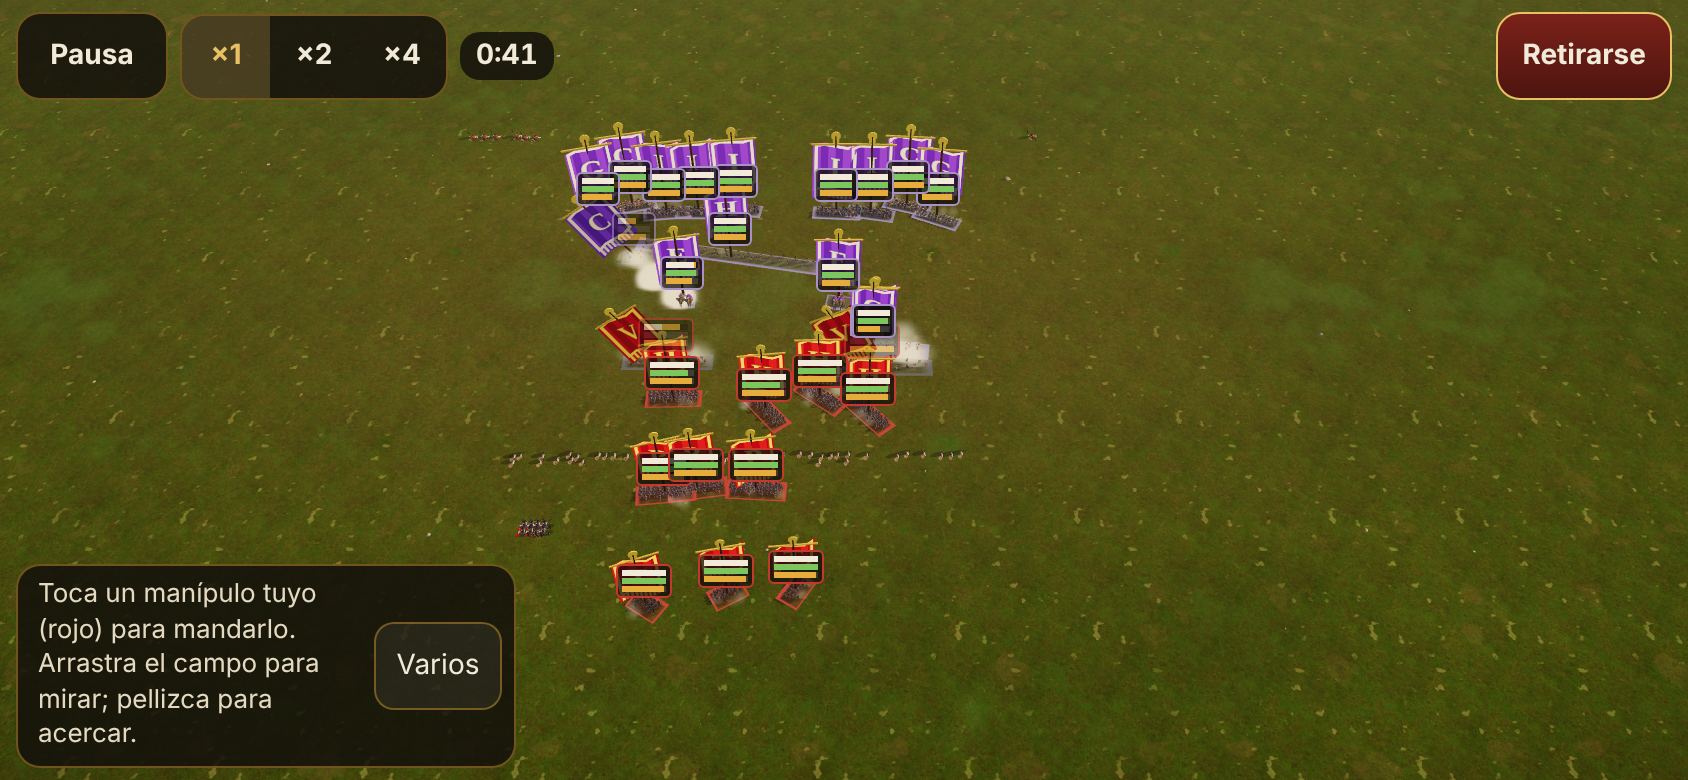 Pausa
×1
×2
×4
0:41
Retirarse
C
C
I
I
I
I
C
C
C
H
V
V
Toca un manípulo tuyo
(rojo) para mandarlo.
Arrastra el campo para
mirar; pellizca para
acercar.
Varios